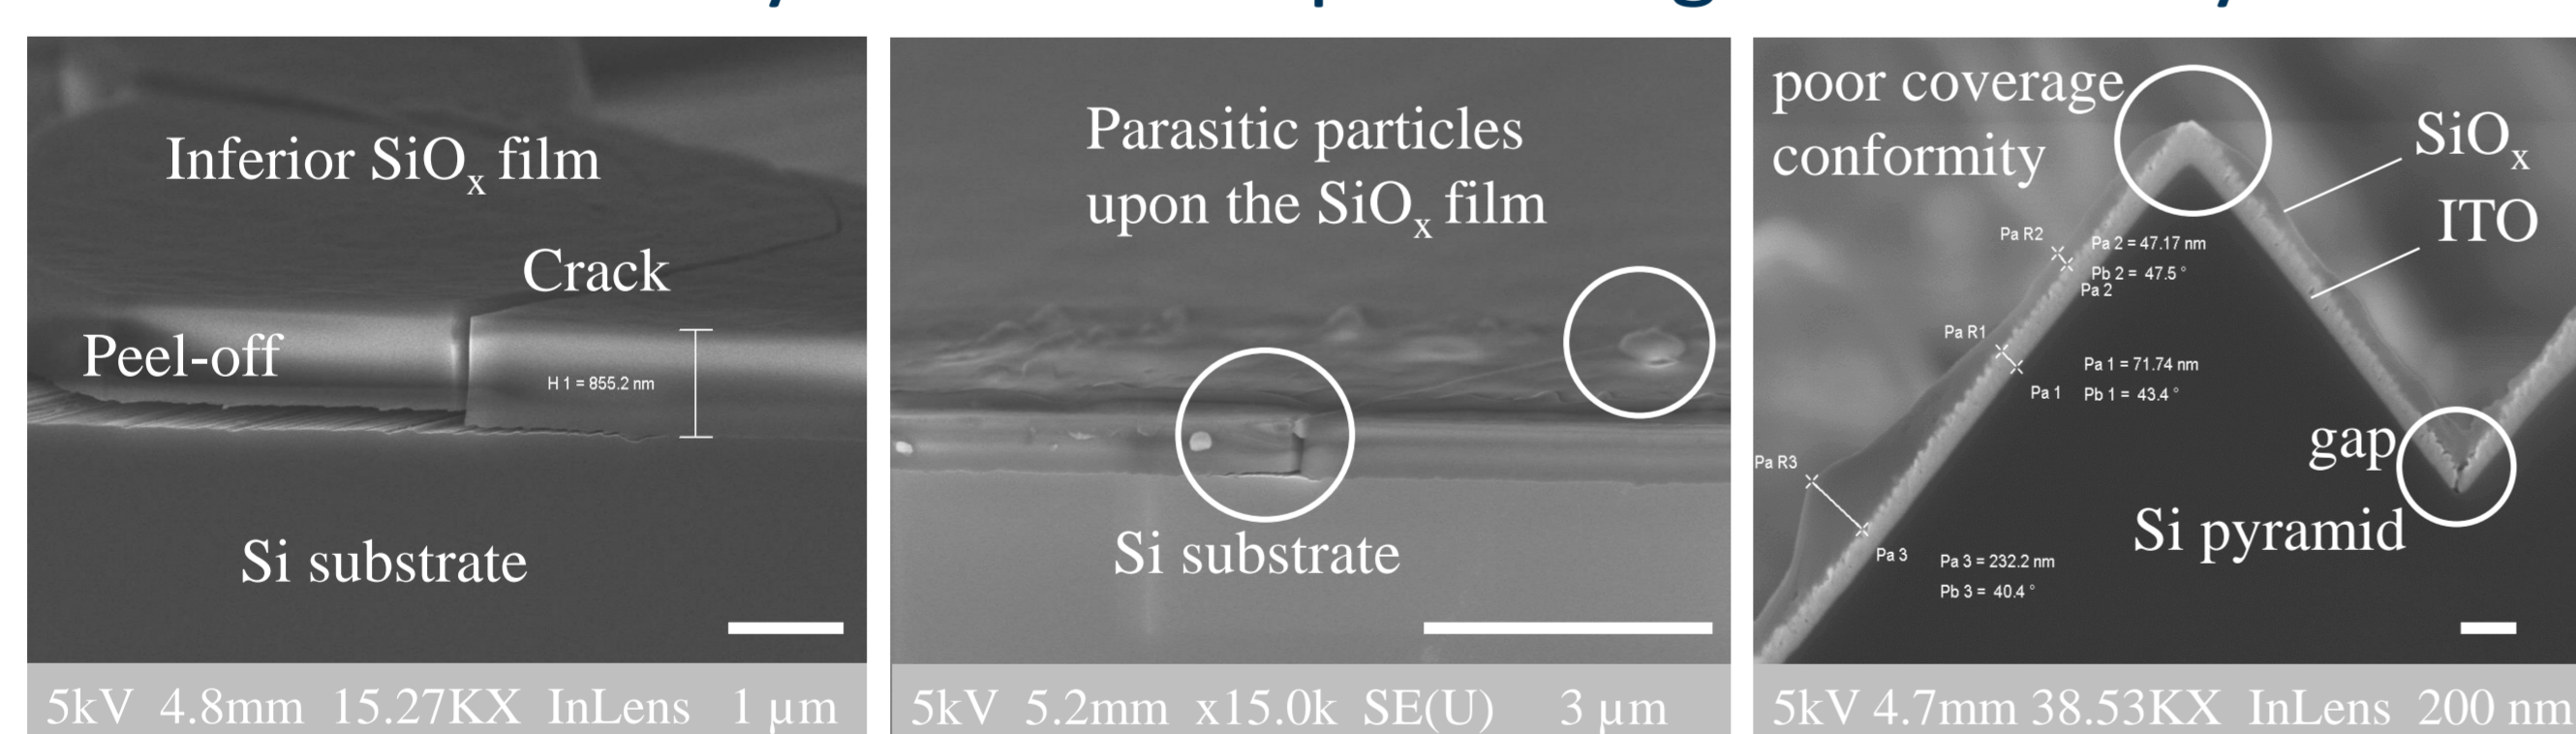 Inferior SiOx film
Crack
Peel-off
H 1 = 855.2 nm
Si substrate
5kV 4.8mm 15.27KX InLens 1 µm
Parasitic particles
upon the SiOx film
Si substrate
5kV 5.2mm x15.0k SE(U) 3 µm
poor coverage
conformity
SiOx
ITO
Pa R2
Pa 2 = 47.17 nm
Pb 2 = 47.5 °
Pa 2
Pa R1
Pa 1 = 71.74 nm
Pa 1
Pb 1 = 43.4 °
Pa R3
gap
Si pyramid
Pa 3
Pa 3 = 232.2 nm
Pb 3 = 40.4 °
5kV 4.7mm 38.53KX InLens 200 nm